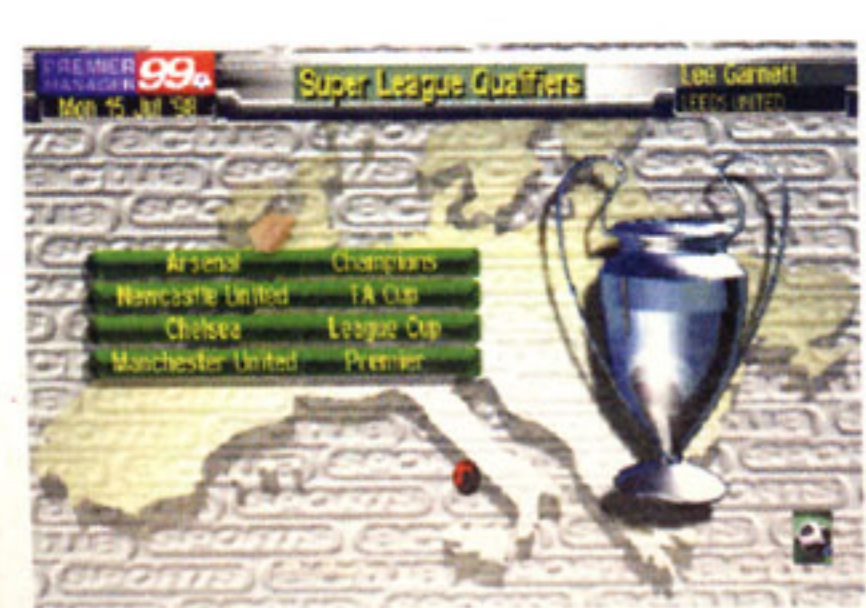 PREMIER
MANAGER 99
Super League Qualifiers
Lee Garnett
Mon 15 Jul '98
LEEDS UNITED
Arsenal Champions
Newcastle United FA Cup
Chelsea League Cup
Manchester United Premier